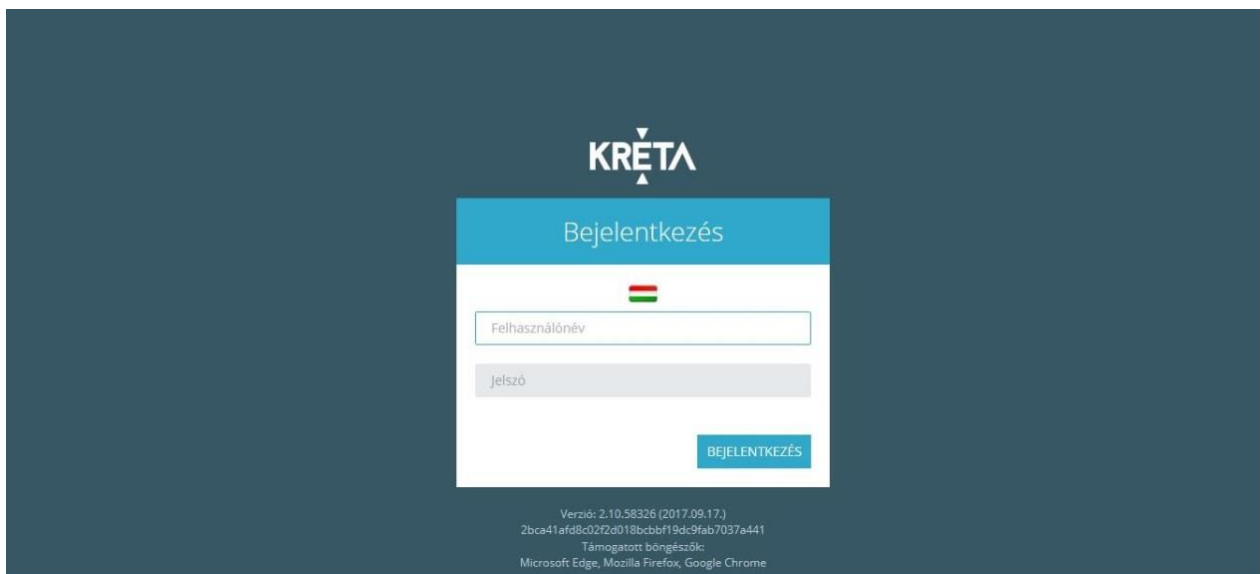 KRÉTA
Bejelentkezés
Felhasználónév
Jelszó
BEJELENTKEZÉS
Verzió: 2.10.58326 (2017.09.17.)
2bca41afd8c02f2d018bcbbf19dc9fab7037a441
Támogatott böngészők:
Microsoft Edge, Mozilla Firefox, Google Chrome